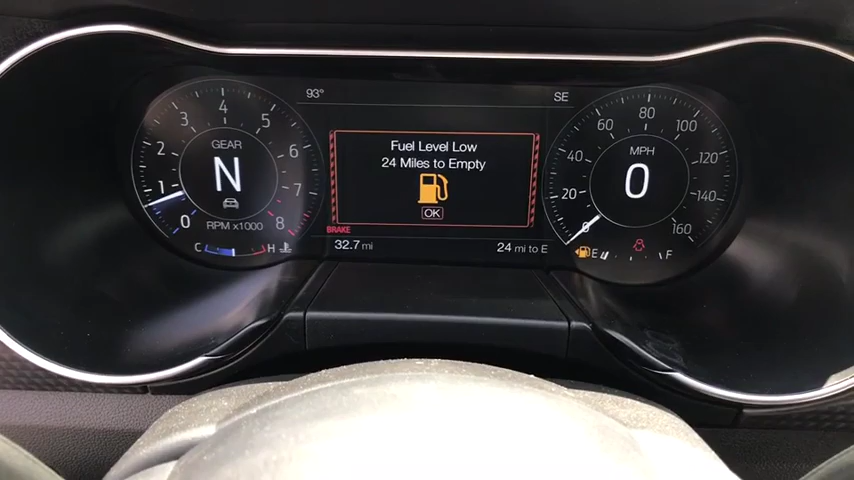 93°
SE
Fuel Level Low
24 Miles to Empty
OK
BRAKE
32.7 mi
24 mi to E
GEAR
N
RPM x1000
0
1
2
3
4
5
6
7
8
C H
MPH
0
0
20
40
60
80
100
120
140
160
E F